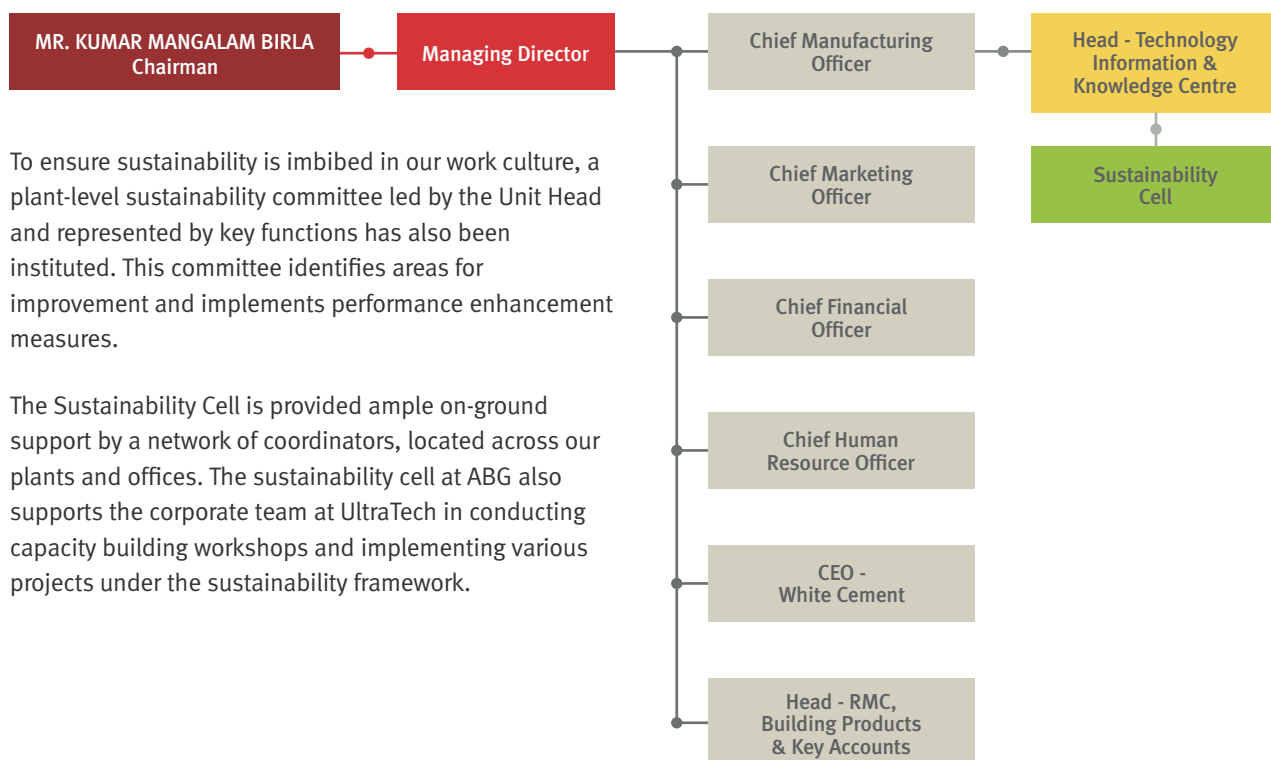 MR. KUMAR MANGALAM BIRLA
Chairman
Managing Director
Chief Manufacturing
Officer
Head - Technology
Information &
Knowledge Centre
Sustainability
Cell
Chief Marketing
Officer
Chief Financial
Officer
Chief Human
Resource Officer
CEO -
White Cement
Head - RMC,
Building Products
& Key Accounts
To ensure sustainability is imbibed in our work culture, a
plant-level sustainability committee led by the Unit Head
and represented by key functions has also been
instituted. This committee identifies areas for
improvement and implements performance enhancement
measures.
The Sustainability Cell is provided ample on-ground
support by a network of coordinators, located across our
plants and offices. The sustainability cell at ABG also
supports the corporate team at UltraTech in conducting
capacity building workshops and implementing various
projects under the sustainability framework.